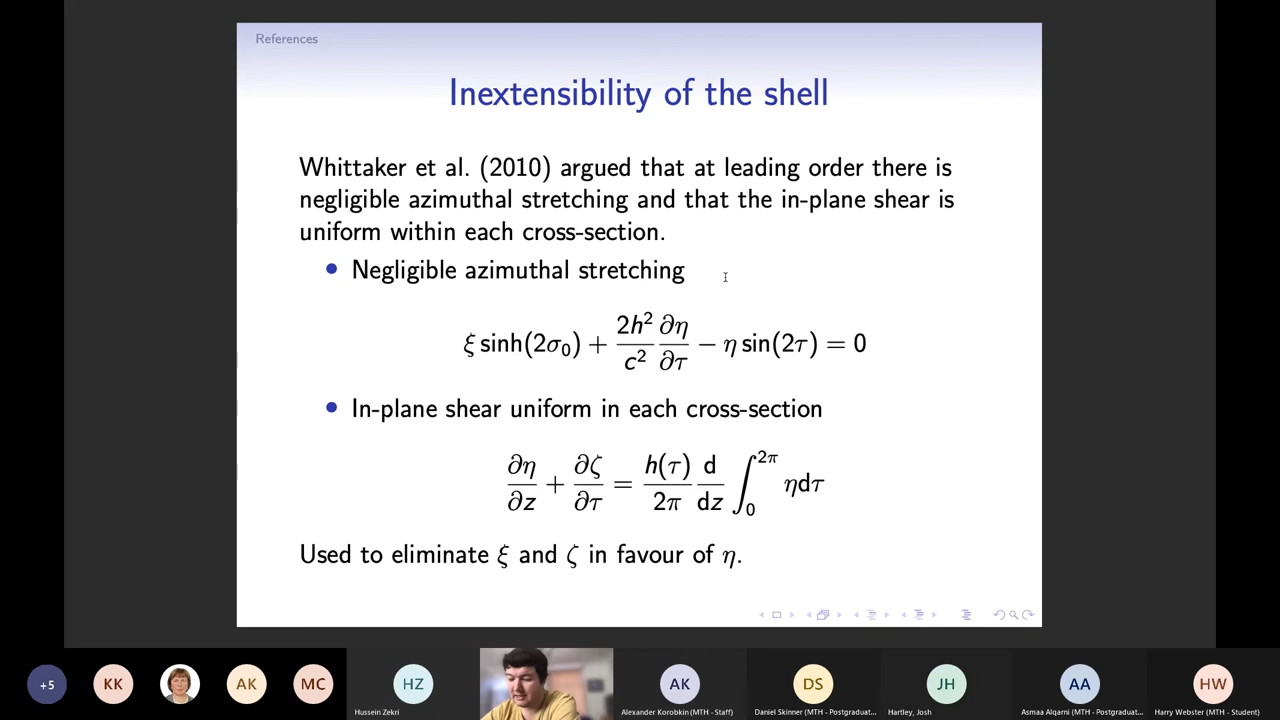 References
Inextensibility of the shell
Whittaker et al. (2010) argued that at leading order there is
negligible azimuthal stretching and that the in-plane shear is
uniform within each cross-section.
• Negligible azimuthal stretching
ξ sinh(2σ₀) + 2h²/c² ∂η/∂τ − η sin(2τ) = 0
• In-plane shear uniform in each cross-section
∂η/∂z + ∂ζ/∂τ = h(τ)/2π d/dz ∫₀^2π ηdτ
Used to eliminate ξ and ζ in favour of η.
+5
KK
AK
MC
HZ
AK
DS
JH
AA
HW
Hussein Zekri
Alexander Korobkin (MTH - Staff)
Daniel Skinner (MTH - Postgraduat...
Hartley, Josh
Asmaa Alqarni (MTH - Postgraduat...
Harry Webster (MTH - Student)